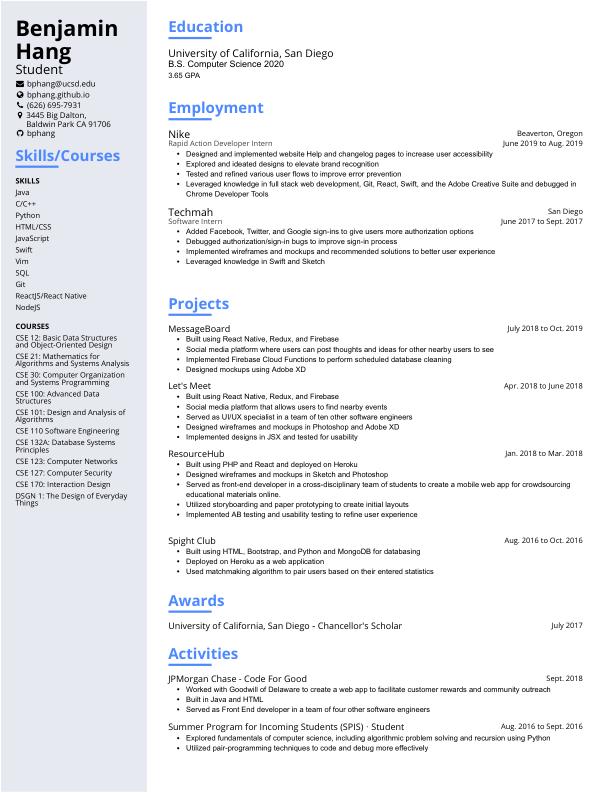 Benjamin
Hang
Student
bphang@ucsd.edu
bphang.github.io
(626) 695-7931
3445 Big Dalton,
Baldwin Park CA 91706
bphang
Skills/Courses
SKILLS
Java
C/C++
Python
HTML/CSS
JavaScript
Swift
Vim
SQL
Git
ReactJS/React Native
NodeJS
COURSES
CSE 12: Basic Data Structures
and Object-Oriented Design
CSE 21: Mathematics for
Algorithms and Systems Analysis
CSE 30: Computer Organization
and Systems Programming
CSE 100: Advanced Data
Structures
CSE 101: Design and Analysis of
Algorithms
CSE 110 Software Engineering
CSE 132A: Database Systems
Principles
CSE 123: Computer Networks
CSE 127: Computer Security
CSE 170: Interaction Design
DSGN 1: The Design of Everyday
Things
Education
University of California, San Diego
B.S. Computer Science 2020
3.65 GPA
Employment
Nike Beaverton, Oregon
Rapid Action Developer Intern June 2019 to Aug. 2019
• Designed and implemented website Help and changelog pages to increase user accessibility
• Explored and ideated designs to elevate brand recognition
• Tested and refined various user flows to improve error prevention
• Leveraged knowledge in full stack web development, Git, React, Swift, and the Adobe Creative Suite and debugged in
Chrome Developer Tools
Techmah San Diego
Software Intern June 2017 to Sept. 2017
• Added Facebook, Twitter, and Google sign-ins to give users more authorization options
• Debugged authorization/sign-in bugs to improve sign-in process
• Implemented wireframes and mockups and recommended solutions to better user experience
• Leveraged knowledge in Swift and Sketch
Projects
MessageBoard July 2018 to Oct. 2019
• Built using React Native, Redux, and Firebase
• Social media platform where users can post thoughts and ideas for other nearby users to see
• Implemented Firebase Cloud Functions to perform scheduled database cleaning
• Designed mockups using Adobe XD
Let's Meet Apr. 2018 to June 2018
• Built using React Native, Redux, and Firebase
• Social media platform that allows users to find nearby events
• Served as UI/UX specialist in a team of ten other software engineers
• Designed wireframes and mockups in Photoshop and Adobe XD
• Implemented designs in JSX and tested for usability
ResourceHub Jan. 2018 to Mar. 2018
• Built using PHP and React and deployed on Heroku
• Designed wireframes and mockups in Sketch and Photoshop
• Served as front-end developer in a cross-disciplinary team of students to create a mobile web app for crowdsourcing
educational materials online.
• Utilized storyboarding and paper prototyping to create initial layouts
• Implemented AB testing and usability testing to refine user experience
Spight Club Aug. 2016 to Oct. 2016
• Built using HTML, Bootstrap, and Python and MongoDB for databasing
• Deployed on Heroku as a web application
• Used matchmaking algorithm to pair users based on their entered statistics
Awards
University of California, San Diego - Chancellor's Scholar July 2017
Activities
JPMorgan Chase - Code For Good Sept. 2018
• Worked with Goodwill of Delaware to create a web app to facilitate customer rewards and community outreach
• Built in Java and HTML
• Served as Front End developer in a team of four other software engineers
Summer Program for Incoming Students (SPIS) · Student Aug. 2016 to Sept. 2016
• Explored fundamentals of computer science, including algorithmic problem solving and recursion using Python
• Utilized pair-programming techniques to code and debug more effectively